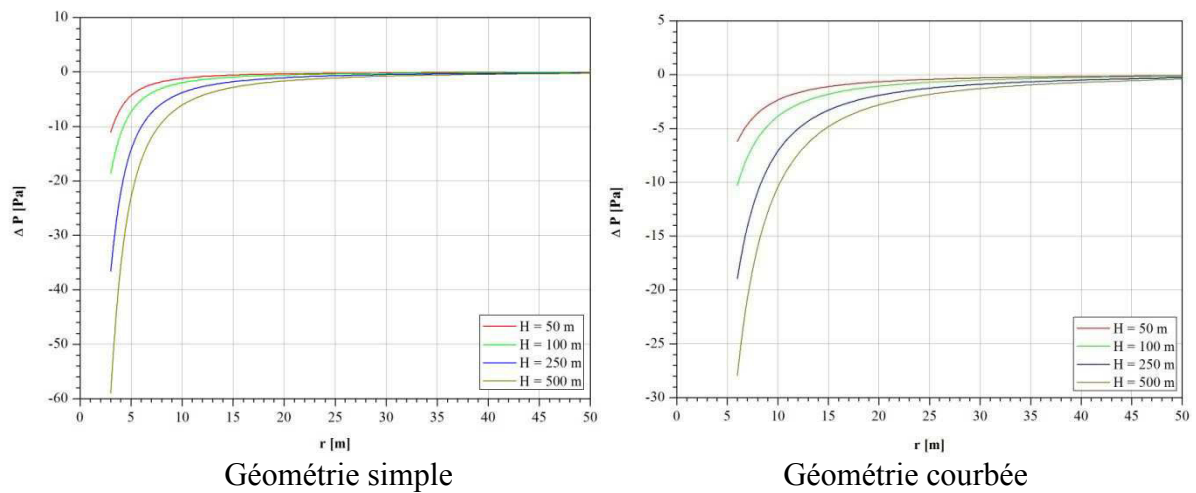 10
0
-10
-20
-30
-40
-50
-60
Δ P [Pa]
0 5 10 15 20 25 30 35 40 45 50
r [m]
H = 50 m
H = 100 m
H = 250 m
H = 500 m
Géométrie simple
5
0
-5
-10
-15
-20
-25
-30
Δ P [Pa]
0 5 10 15 20 25 30 35 40 45 50
r [m]
H = 50 m
H = 100 m
H = 250 m
H = 500 m
Géométrie courbée